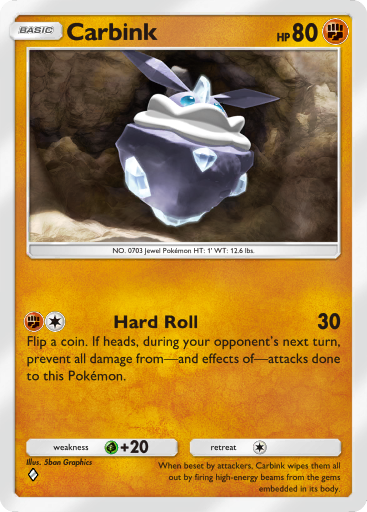 BASIC Carbink HP 80
NO. 0703 Jewel Pokémon HT: 1' WT: 12.6 lbs.
Hard Roll 30
Flip a coin. If heads, during your opponent's next turn,
prevent all damage from—and effects of—attacks done
to this Pokémon.
weakness +20 retreat
Illus. 5ban Graphics
When beset by attackers, Carbink wipes them all
out by firing high-energy beams from the gems
embedded in its body.